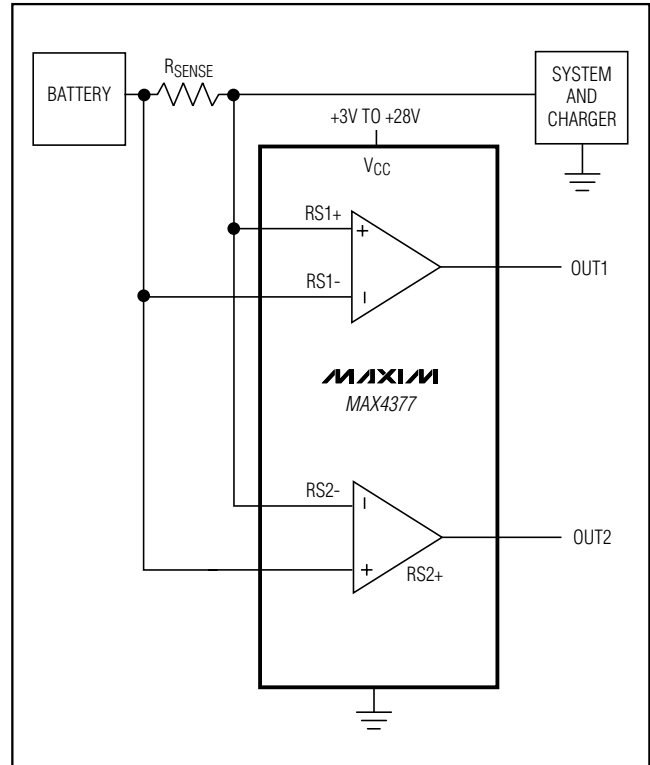 BATTERY
RSENSE
SYSTEM
AND
CHARGER
+3V TO +28V
VCC
RS1+
+
RS1-
−
OUT1
MAXIM
MAX4377
RS2-
−
OUT2
+
RS2+